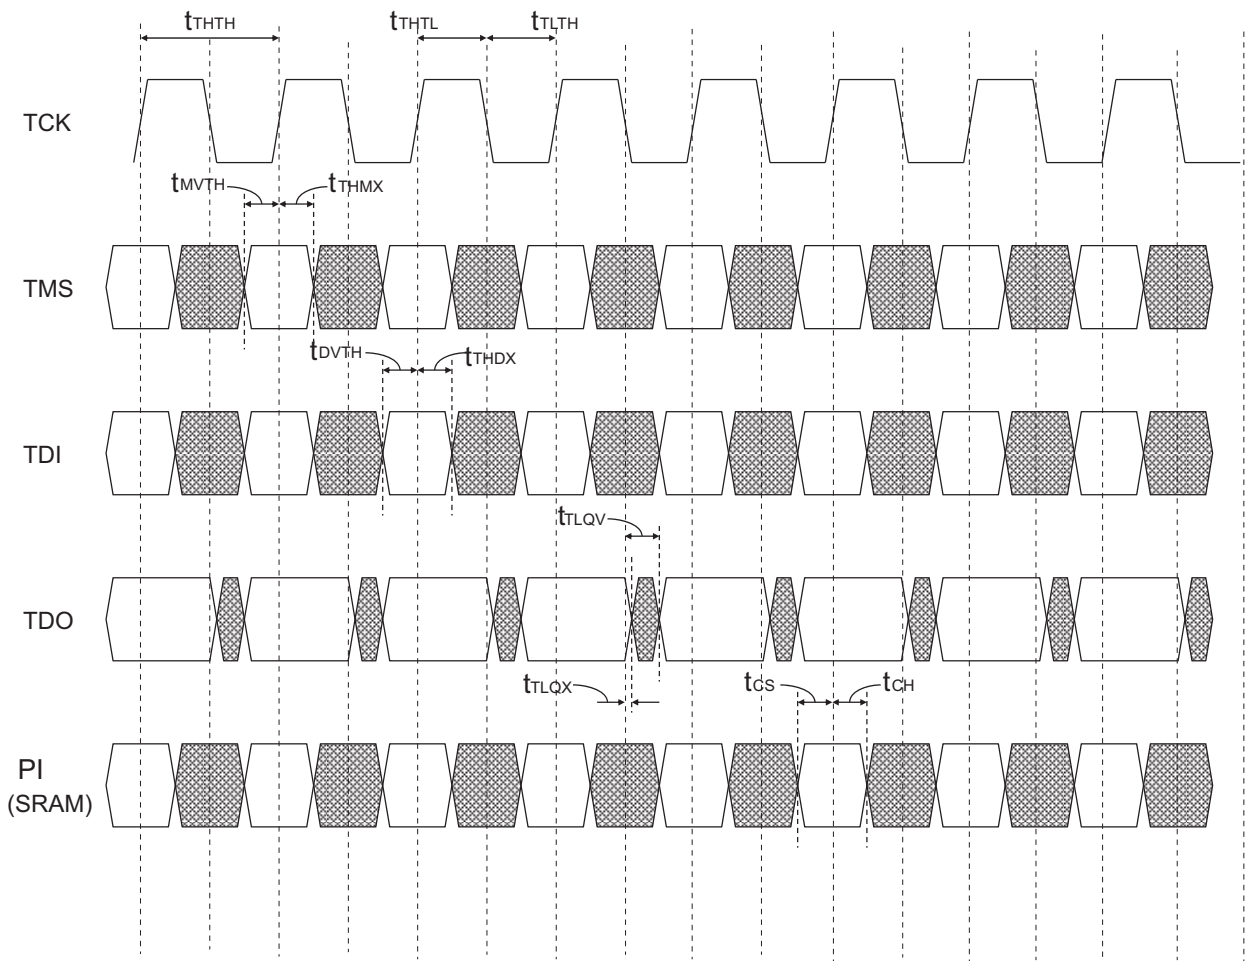 tTHTH
tTHTL
tTLTH
TCK
tMVTH
tTHMX
TMS
tDVTH
tTHDX
TDI
tTLQV
TDO
tTLQX
tCS
tCH
PI
(SRAM)